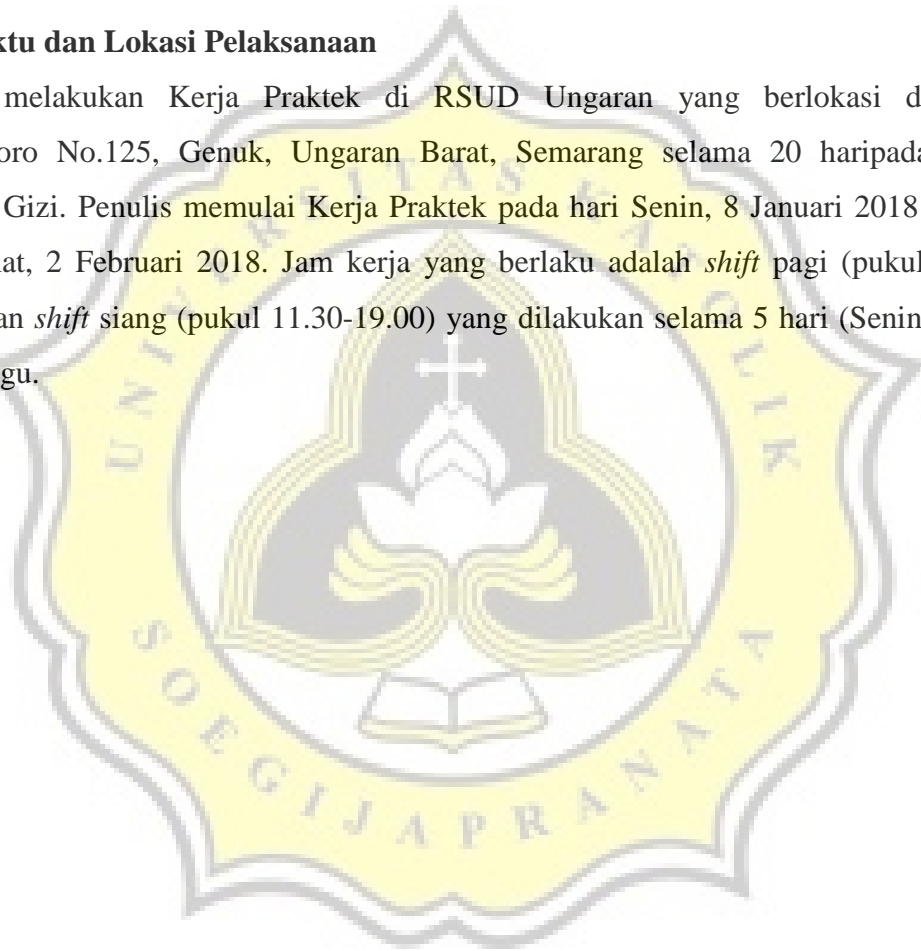 ktu dan Lokasi Pelaksanaan
melakukan Kerja Praktek di RSUD Ungaran yang berlokasi d
oro No.125, Genuk, Ungaran Barat, Semarang selama 20 haripada
Gizi. Penulis memulai Kerja Praktek pada hari Senin, 8 Januari 2018
at, 2 Februari 2018. Jam kerja yang berlaku adalah shift pagi (pukul
an shift siang (pukul 11.30-19.00) yang dilakukan selama 5 hari (Senin
gu.
UNIVERSITAS KATOLIK
SOEGIJAPRANATA